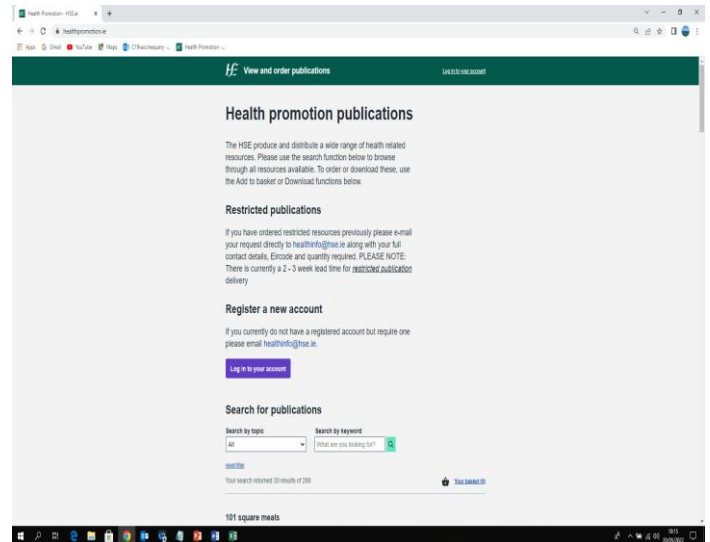 Health Promotion - HSE.ie
healthpromotion.ie
Apps Gmail YouTube Maps Health Promotion -...
View and order publications
Log in to your account
Health promotion publications
The HSE produce and distribute a wide range of health related
resources. Please use the search function below to browse
through all resources available. To order or download these, use
the Add to basket or Download functions below.
Restricted publications
If you have ordered restricted resources previously please e-mail
your request directly to healthinfo@hse.ie along with your full
contact details, Eircode and quantity required. PLEASE NOTE:
There is currently a 2 - 3 week lead time for restricted publication
delivery
Register a new account
If you currently do not have a registered account but require one
please email healthinfo@hse.ie.
Log in to your account
Search for publications
Search by topic Search by keyword
All What are you looking for?
reset filter
Your search returned 20 results of 288 Your basket (0)
101 square meals